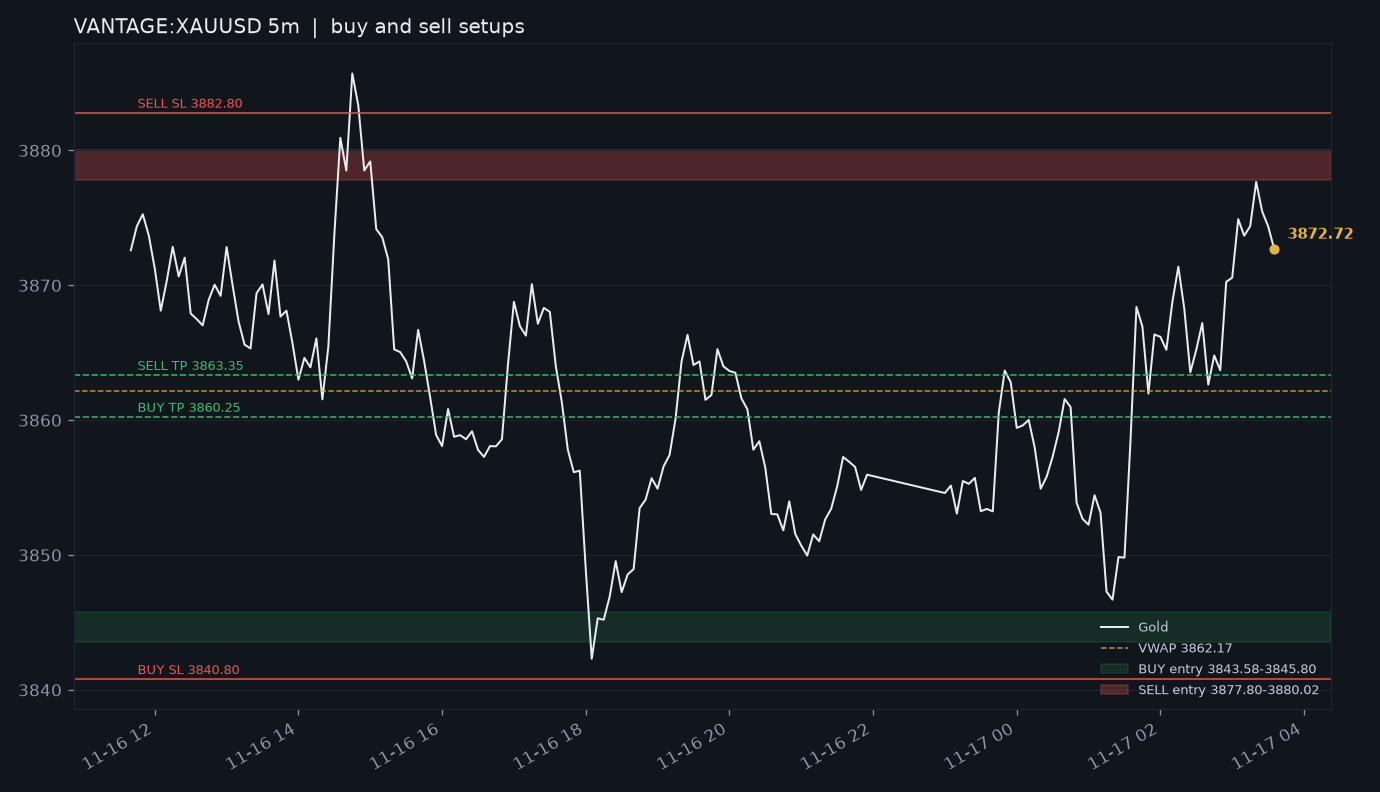 VANTAGE:XAUUSD 5m | buy and sell setups
SELL SL 3882.80
3880
3872.72
3870
SELL TP 3863.35
BUY TP 3860.25
3860
3850
Gold
VWAP 3862.17
BUY entry 3843.58-3845.80
SELL entry 3877.80-3880.02
BUY SL 3840.80
3840
11-16 12
11-16 14
11-16 16
11-16 18
11-16 20
11-16 22
11-17 00
11-17 02
11-17 04